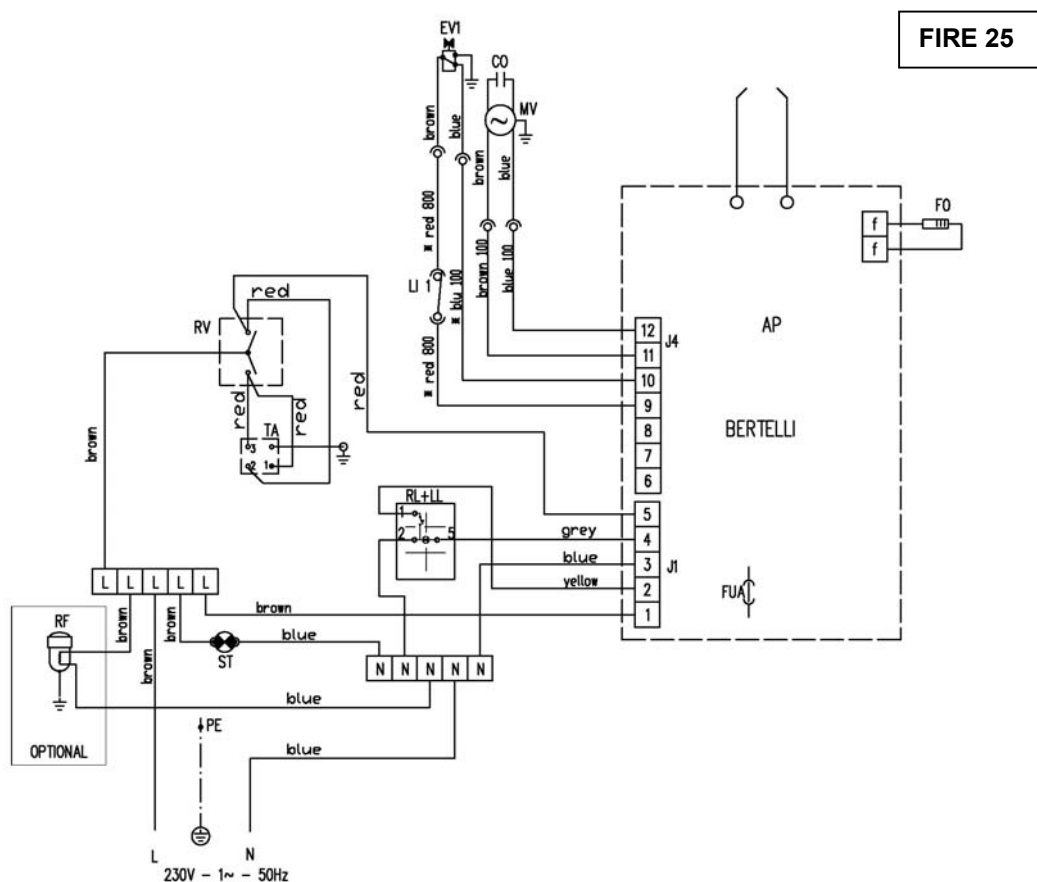 FIRE 25
EV1
CO
MV
brown
blue
brown
blue
FO
f
f
※ red 800
※ blu 100
brown 100
blue 100
LI 1
※ red 800
AP
BERTELLI
12
11
10
9
8
7
6
J4
5
4
3
2
1
J1
FUA
RV
red
red
red
red
TA
3
2
1
brown
RL+LL
1
2
5
grey
blue
yellow
brown
L L L L L
RF
brown
brown
brown
ST
blue
N N N N N
blue
OPTIONAL
PE
blue
L
N
230V - 1~ - 50Hz